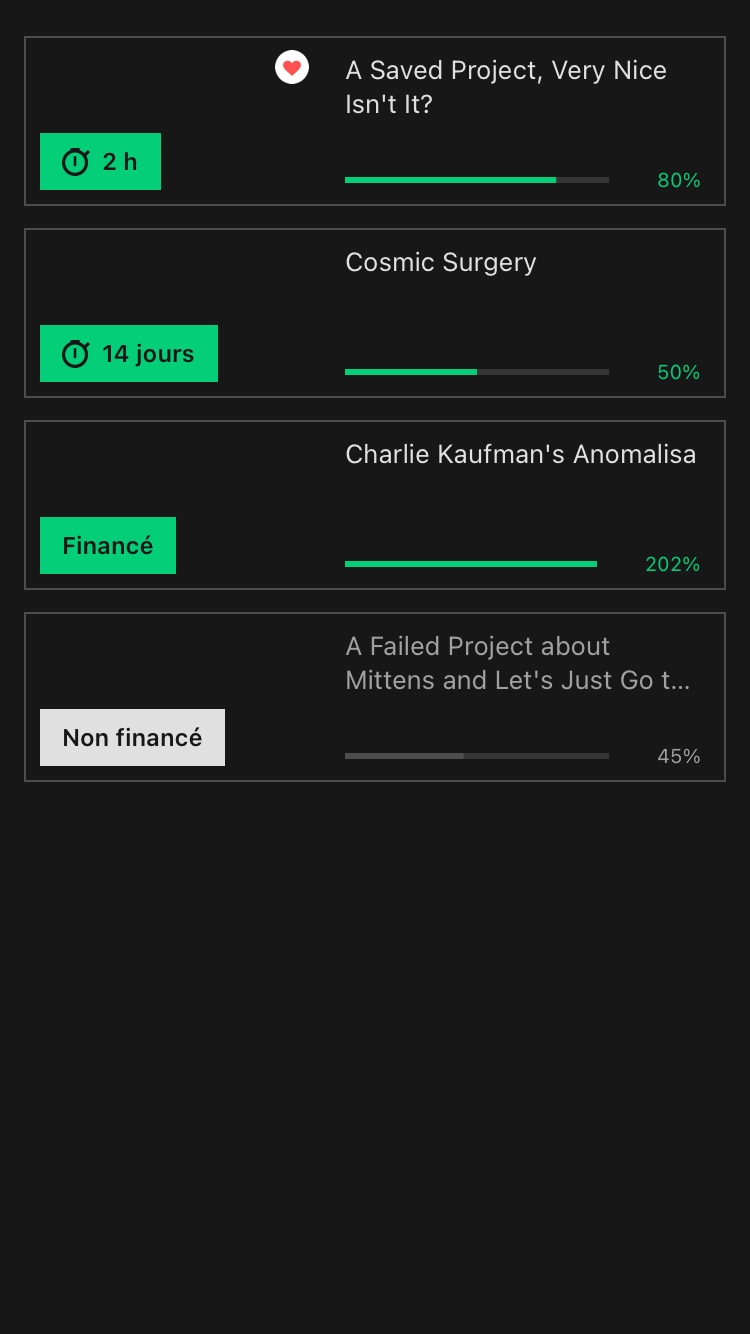 A Saved Project, Very Nice
Isn't It?
2 h
80%
Cosmic Surgery
14 jours
50%
Charlie Kaufman's Anomalisa
Financé
202%
A Failed Project about
Mittens and Let's Just Go t...
Non financé
45%